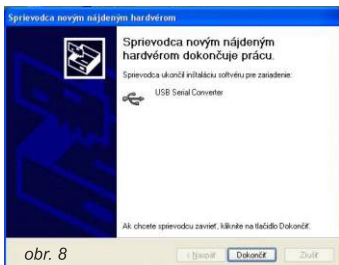 Sprievodca novým nájdeným hardvérom
Sprievodca novým nájdeným
hardvérom dokončuje prácu.
Sprievodca ukončil inštaláciu softvéru pre zariadenie:
USB Serial Converter
Ak chcete sprievodcu zavrieť, kliknite na tlačidlo Dokončiť.
obr. 8
< Naspäť Dokončiť Zrušiť